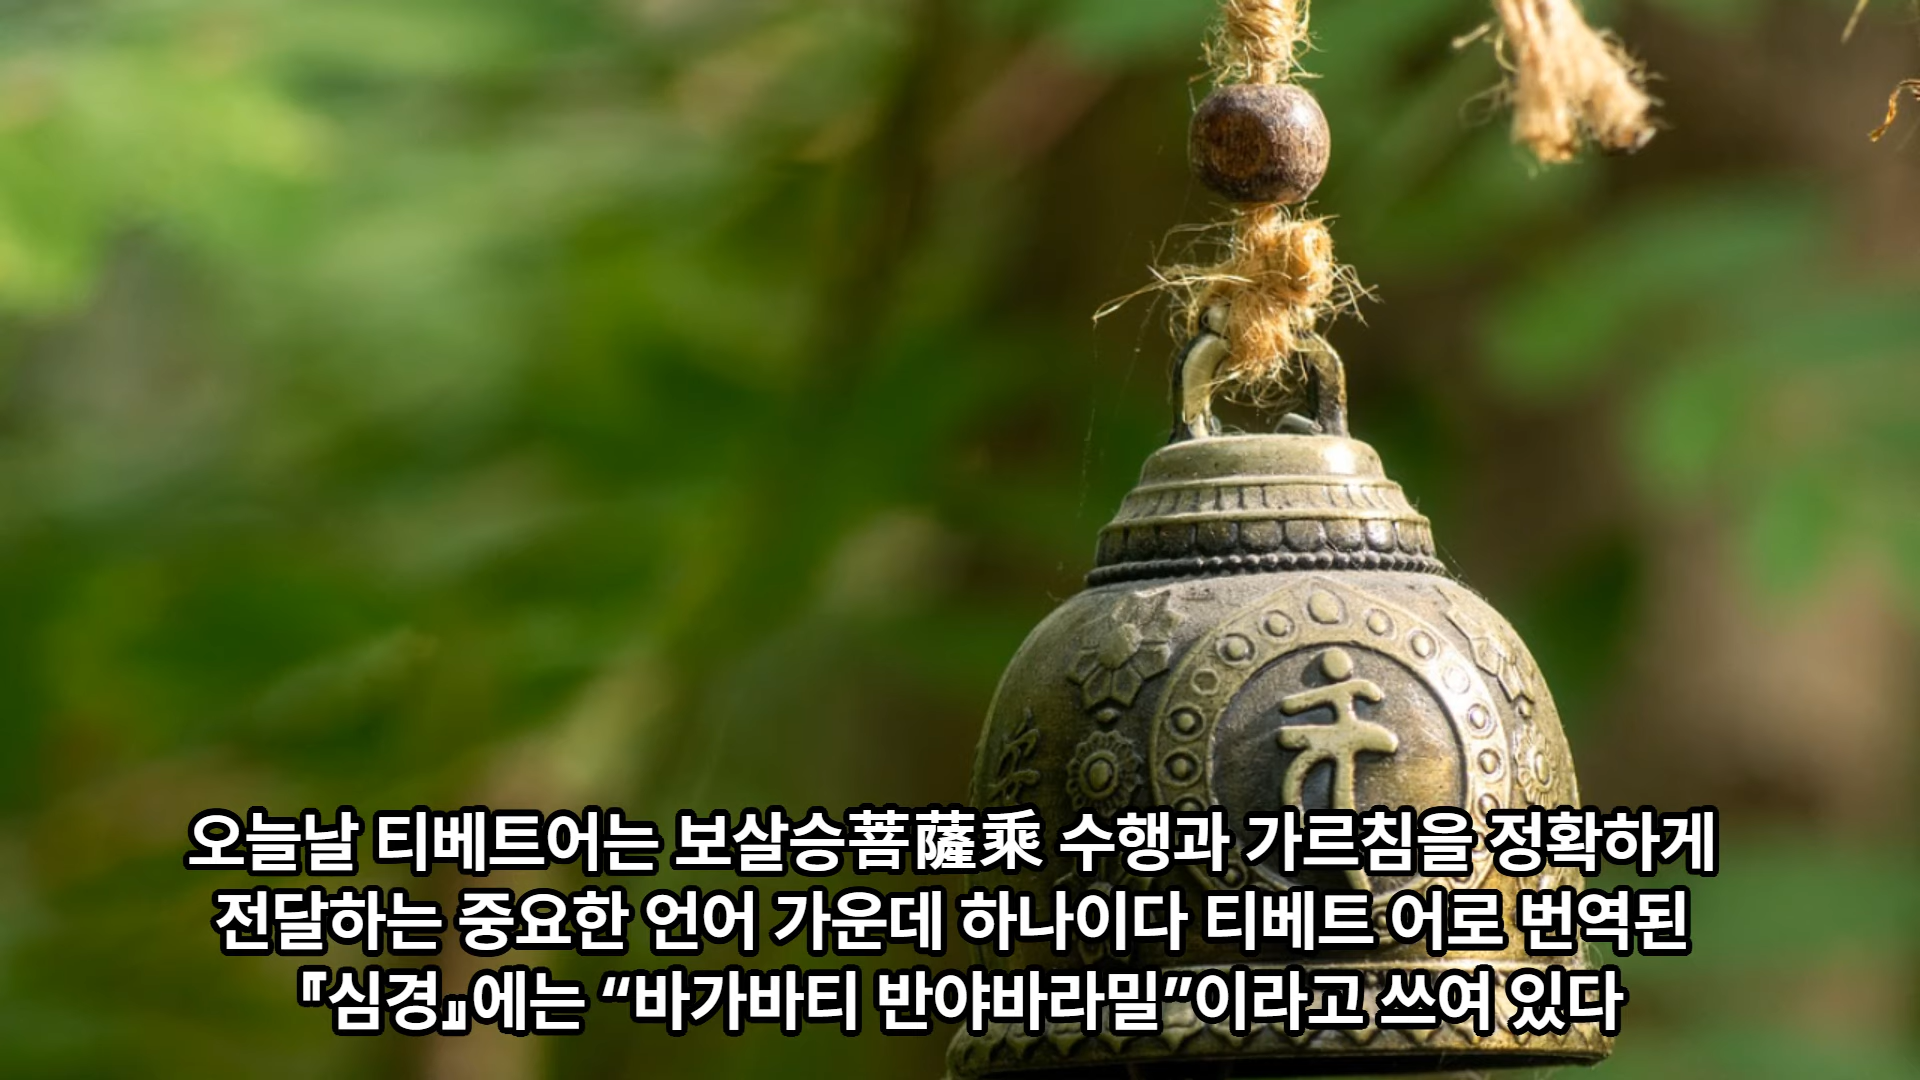 오늘날 티베트어는 보살승菩薩乘 수행과 가르침을 정확하게
전달하는 중요한 언어 가운데 하나이다 티베트 어로 번역된
『심경』에는 “바가바티 반야바라밀”이라고 쓰여 있다